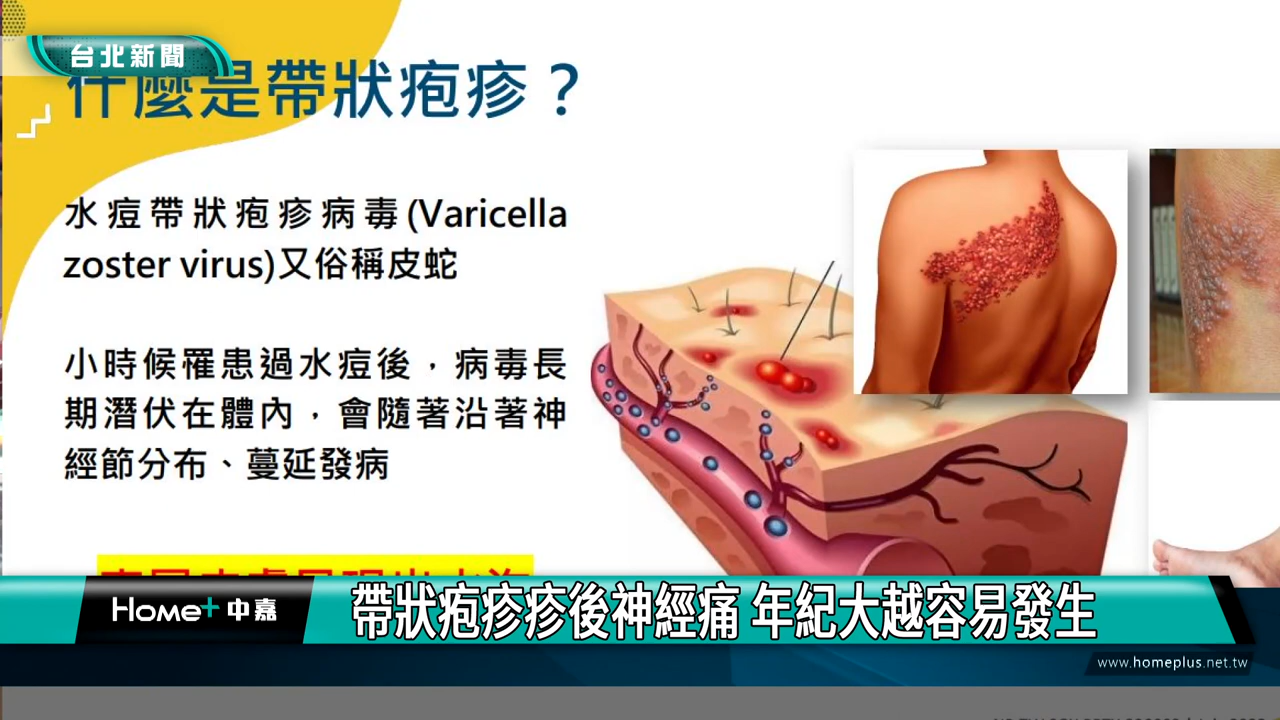 台北新聞
什麼是帶狀疱疹？
水痘帶狀疱疹病毒(Varicella
zoster virus)又俗稱皮蛇
小時候罹患過水痘後，病毒長
期潛伏在體內，會隨著沿著神
經節分布、蔓延發病
Home+中嘉
帶狀疱疹疹後神經痛 年紀大越容易發生
www.homeplus.net.tw